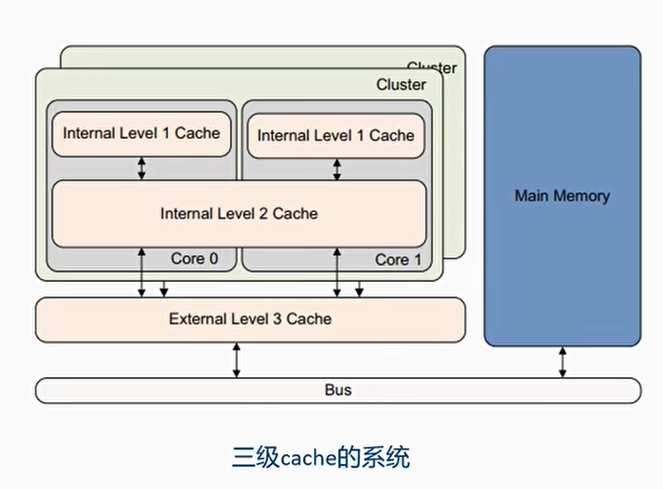 Cluster
Cluster
Internal Level 1 Cache
Internal Level 1 Cache
Internal Level 2 Cache
Core 0
Core 1
Main Memory
External Level 3 Cache
Bus
三级cache的系统